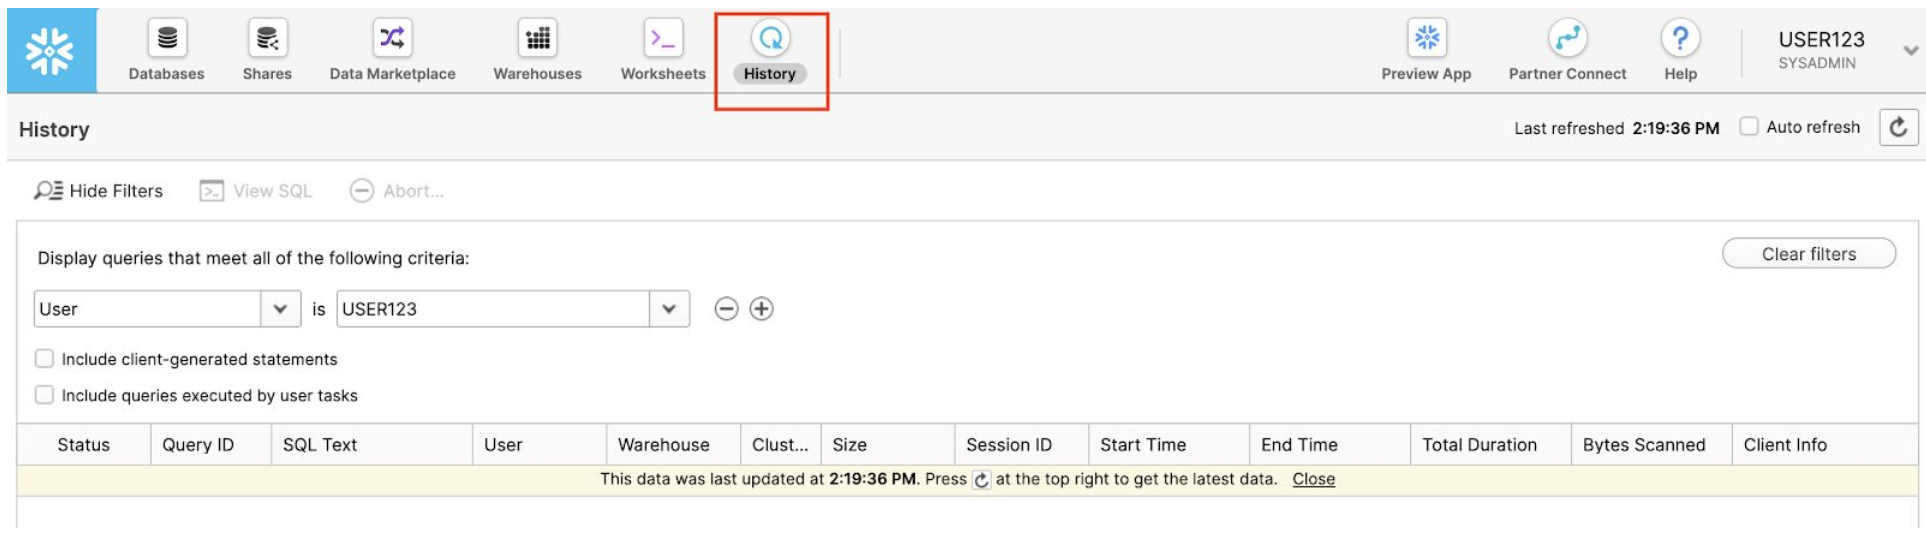 Databases Shares Data Marketplace Warehouses Worksheets History Preview App Partner Connect Help USER123
SYSADMIN
History Last refreshed 2:19:36 PM Auto refresh
Hide Filters View SQL Abort...
Display queries that meet all of the following criteria: Clear filters
User is USER123
Include client-generated statements
Include queries executed by user tasks
Status Query ID SQL Text User Warehouse Clust... Size Session ID Start Time End Time Total Duration Bytes Scanned Client Info
This data was last updated at 2:19:36 PM. Press at the top right to get the latest data. Close